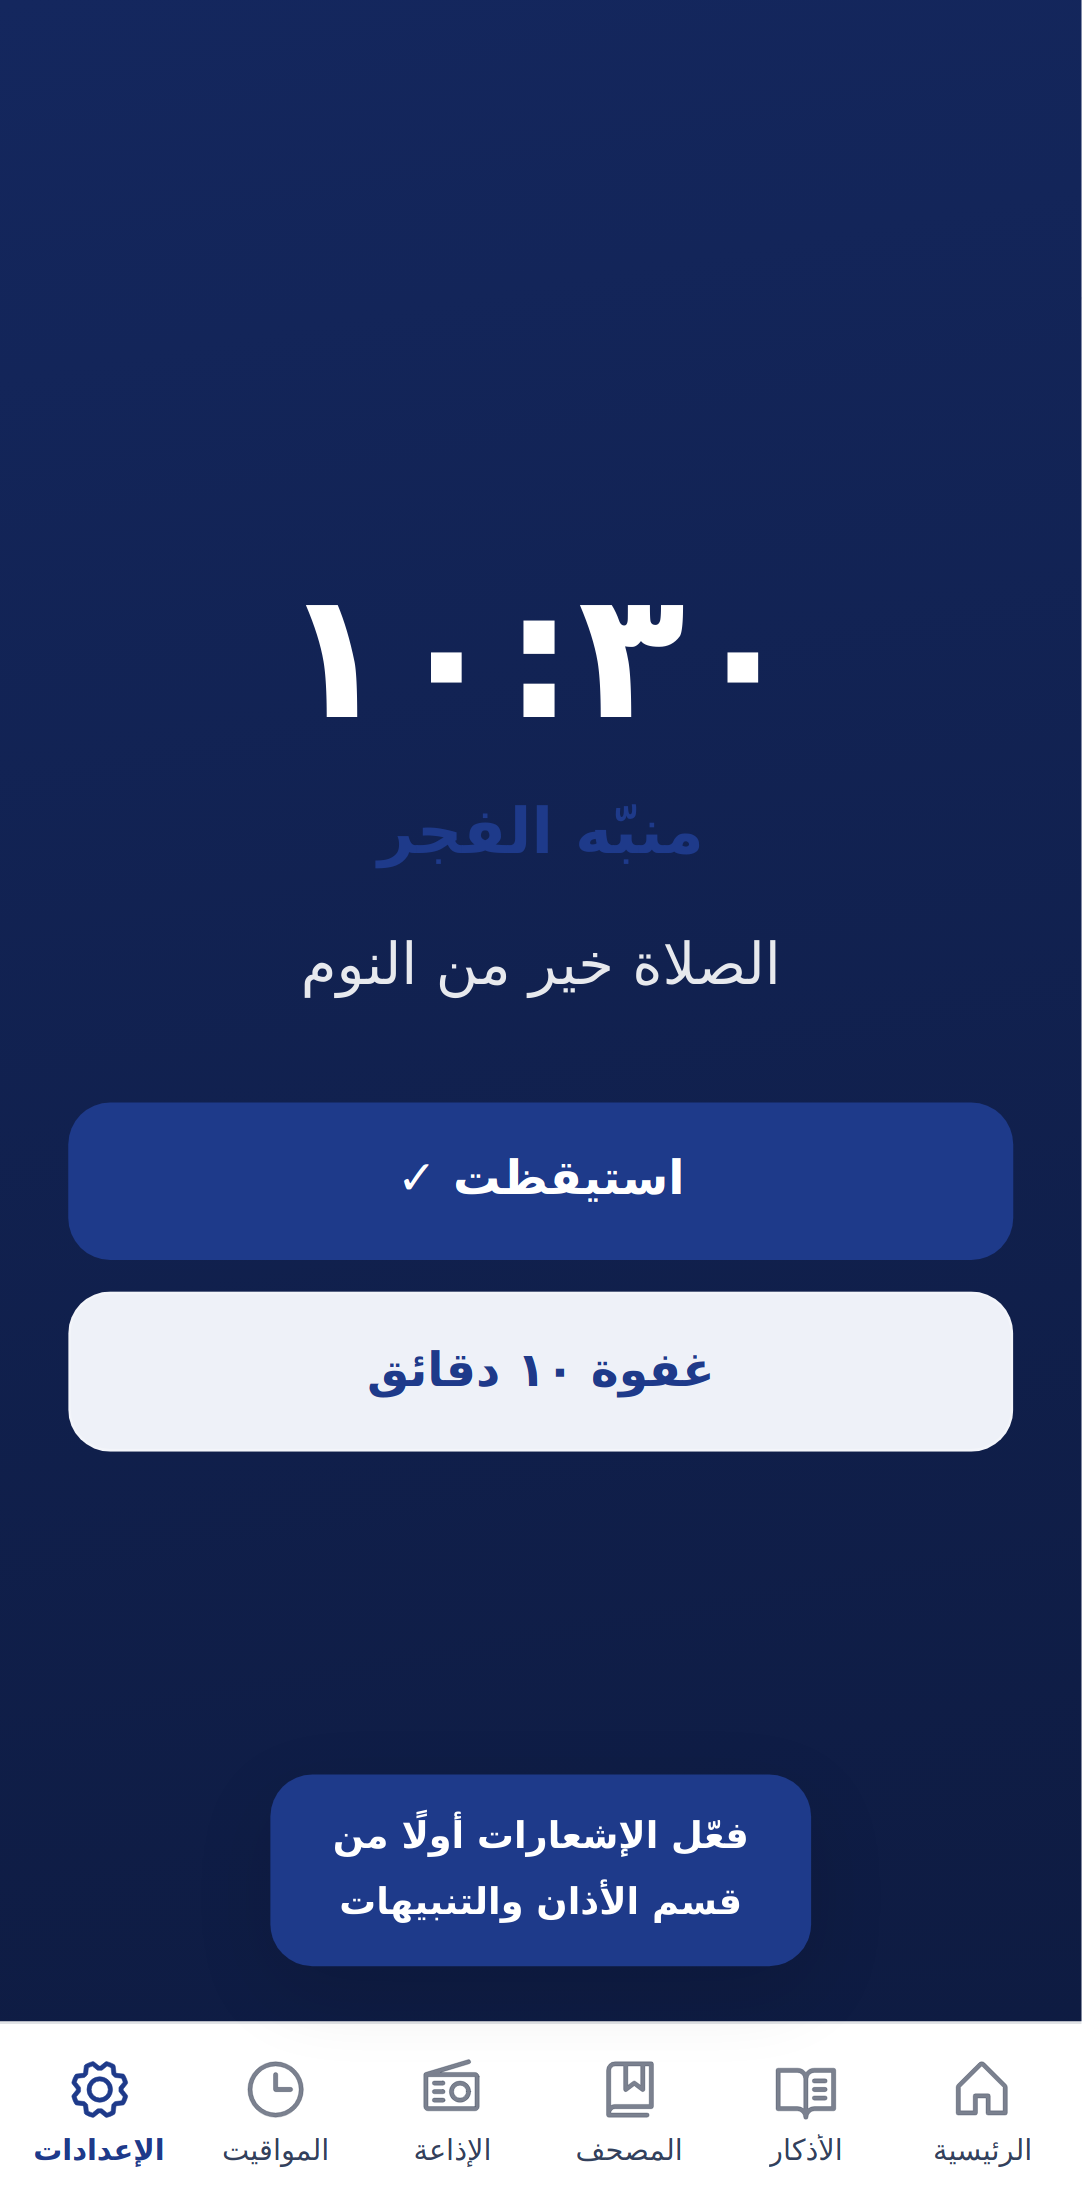 ١٠:٣٠
منبّه الفجر
الصلاة خير من النوم
استيقظت ✓
غفوة ١٠ دقائق
فعّل الإشعارات أولًا من
قسم الأذان والتنبيهات
الرئيسية
الأذكار
المصحف
الإذاعة
المواقيت
الإعدادات